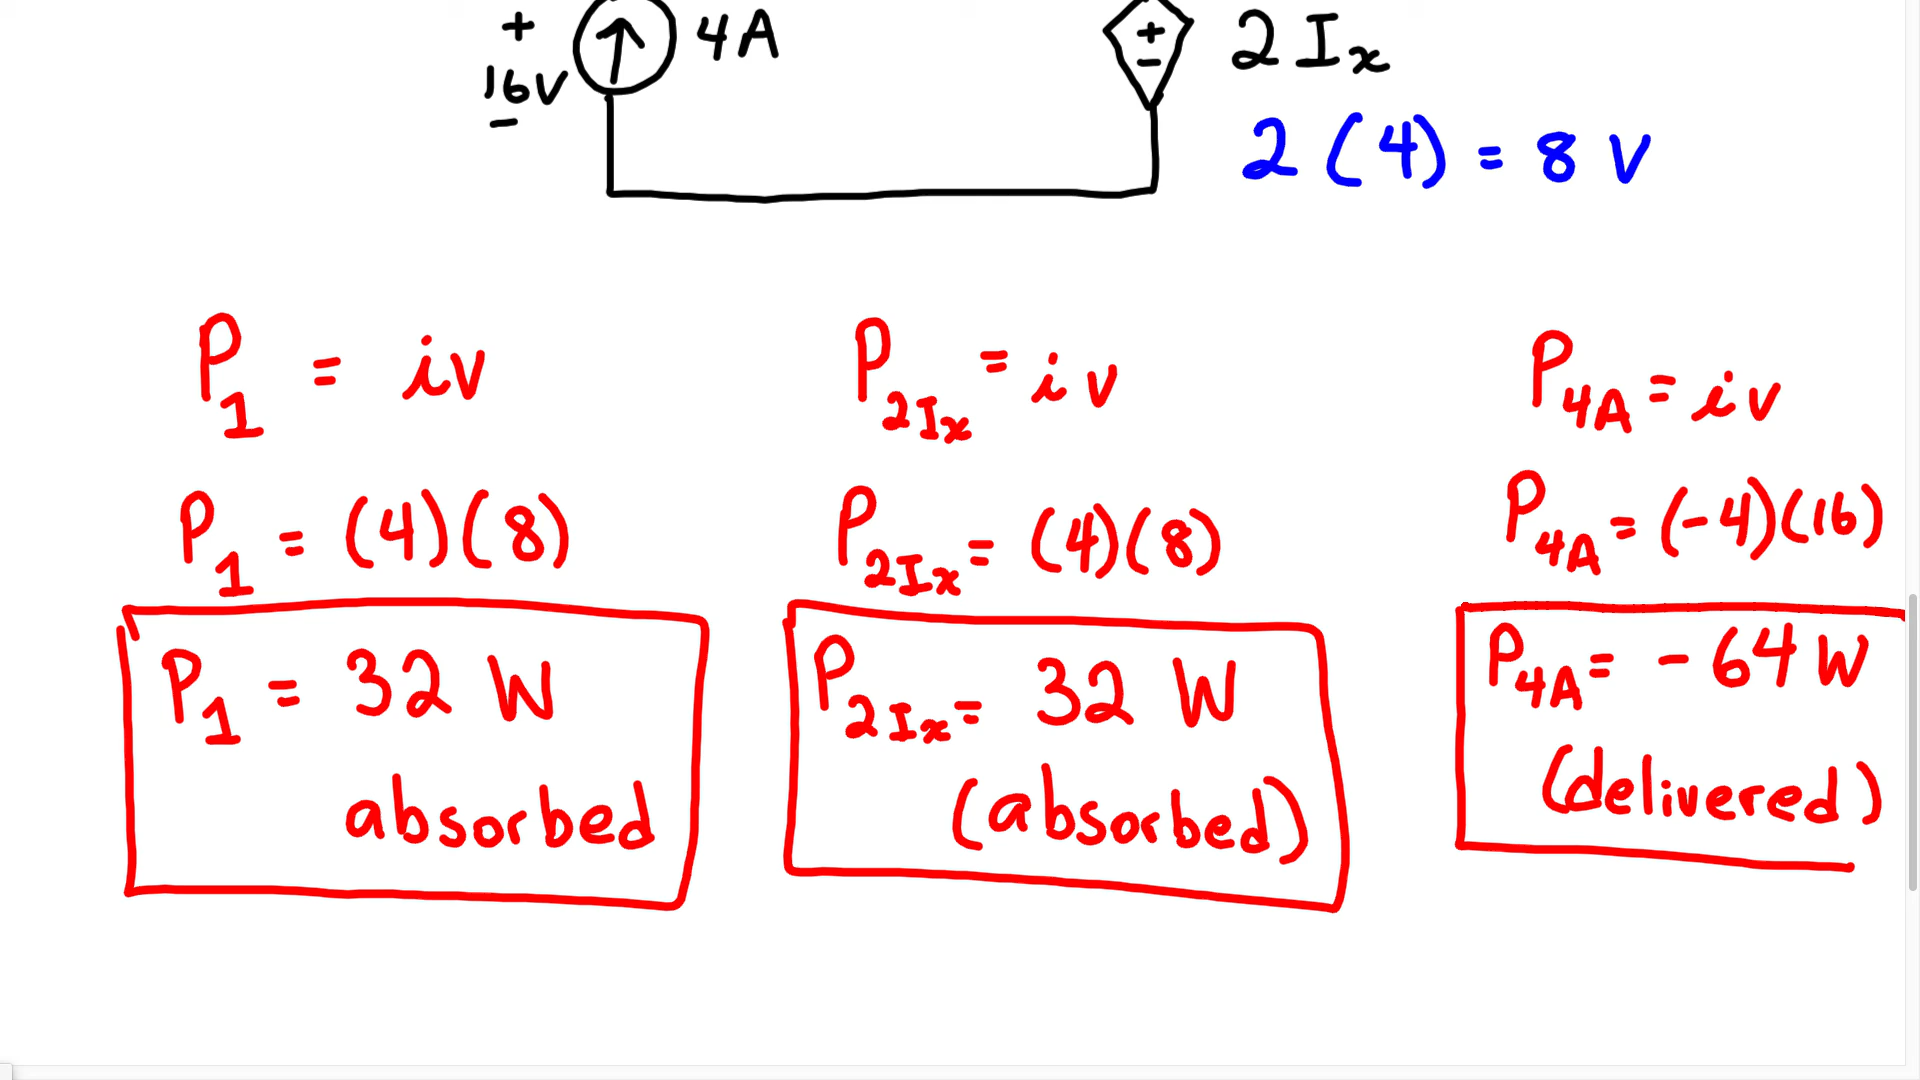 +
16V
-
4A
+
-
2Ix
2(4) = 8 V
P1 = iv
P1 = (4)(8)
P1 = 32 W
absorbed
P2Ix = iv
P2Ix = (4)(8)
P2Ix = 32 W
(absorbed)
P4A = iv
P4A = (-4)(16)
P4A = -64 W
(delivered)